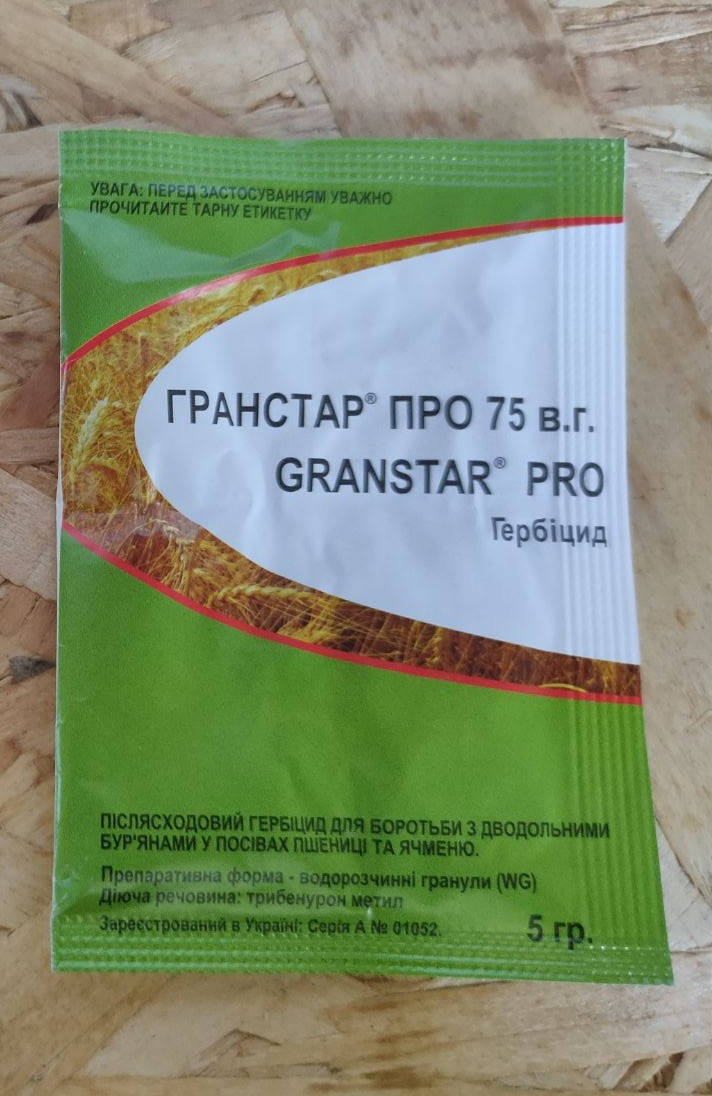 УВАГА: ПЕРЕД ЗАСТОСУВАННЯМ УВАЖНО
ПРОЧИТАЙТЕ ТАРНУ ЕТИКЕТКУ
ГРАНСТАР® ПРО 75 в.г.
GRANSTAR® PRO
Гербіцид
ПІСЛЯСХОДОВИЙ ГЕРБІЦИД ДЛЯ БОРОТЬБИ З ДВОДОЛЬНИМИ
БУР'ЯНАМИ У ПОСІВАХ ПШЕНИЦІ ТА ЯЧМЕНЮ.
Препаративна форма - водорозчинні гранули (WG)
Діюча речовина: трибенурон метил
Зареєстрований в Україні: Серія А № 01052.
5 гр.